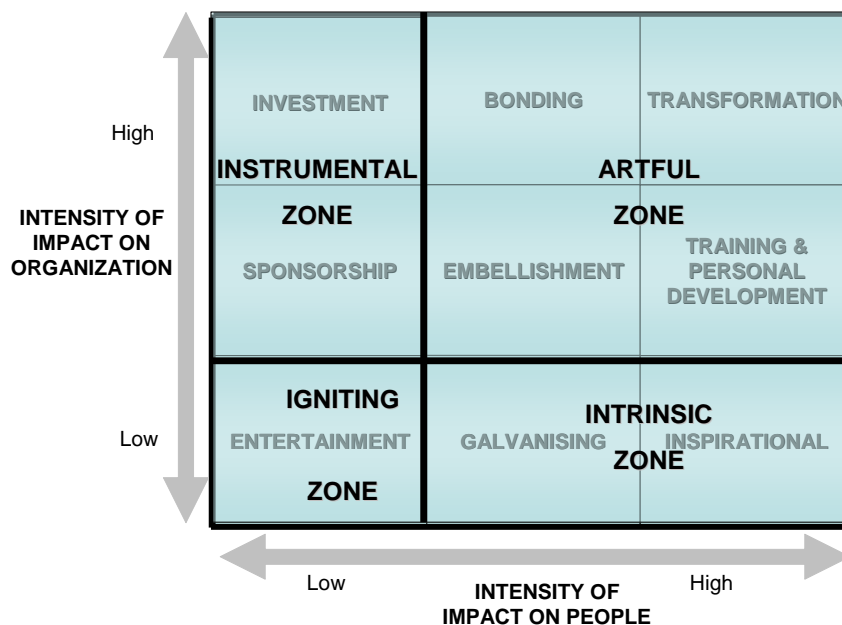 INVESTMENT
BONDING
TRANSFORMATION
High
INSTRUMENTAL
ARTFUL
ZONE
ZONE
INTENSITY OF
IMPACT ON
ORGANIZATION
SPONSORSHIP
EMBELLISHMENT
TRAINING &
PERSONAL
DEVELOPMENT
IGNITING
INTRINSIC
Low
ENTERTAINMENT
GALVANISING
INSPIRATIONAL
ZONE
ZONE
Low
High
INTENSITY OF
IMPACT ON PEOPLE